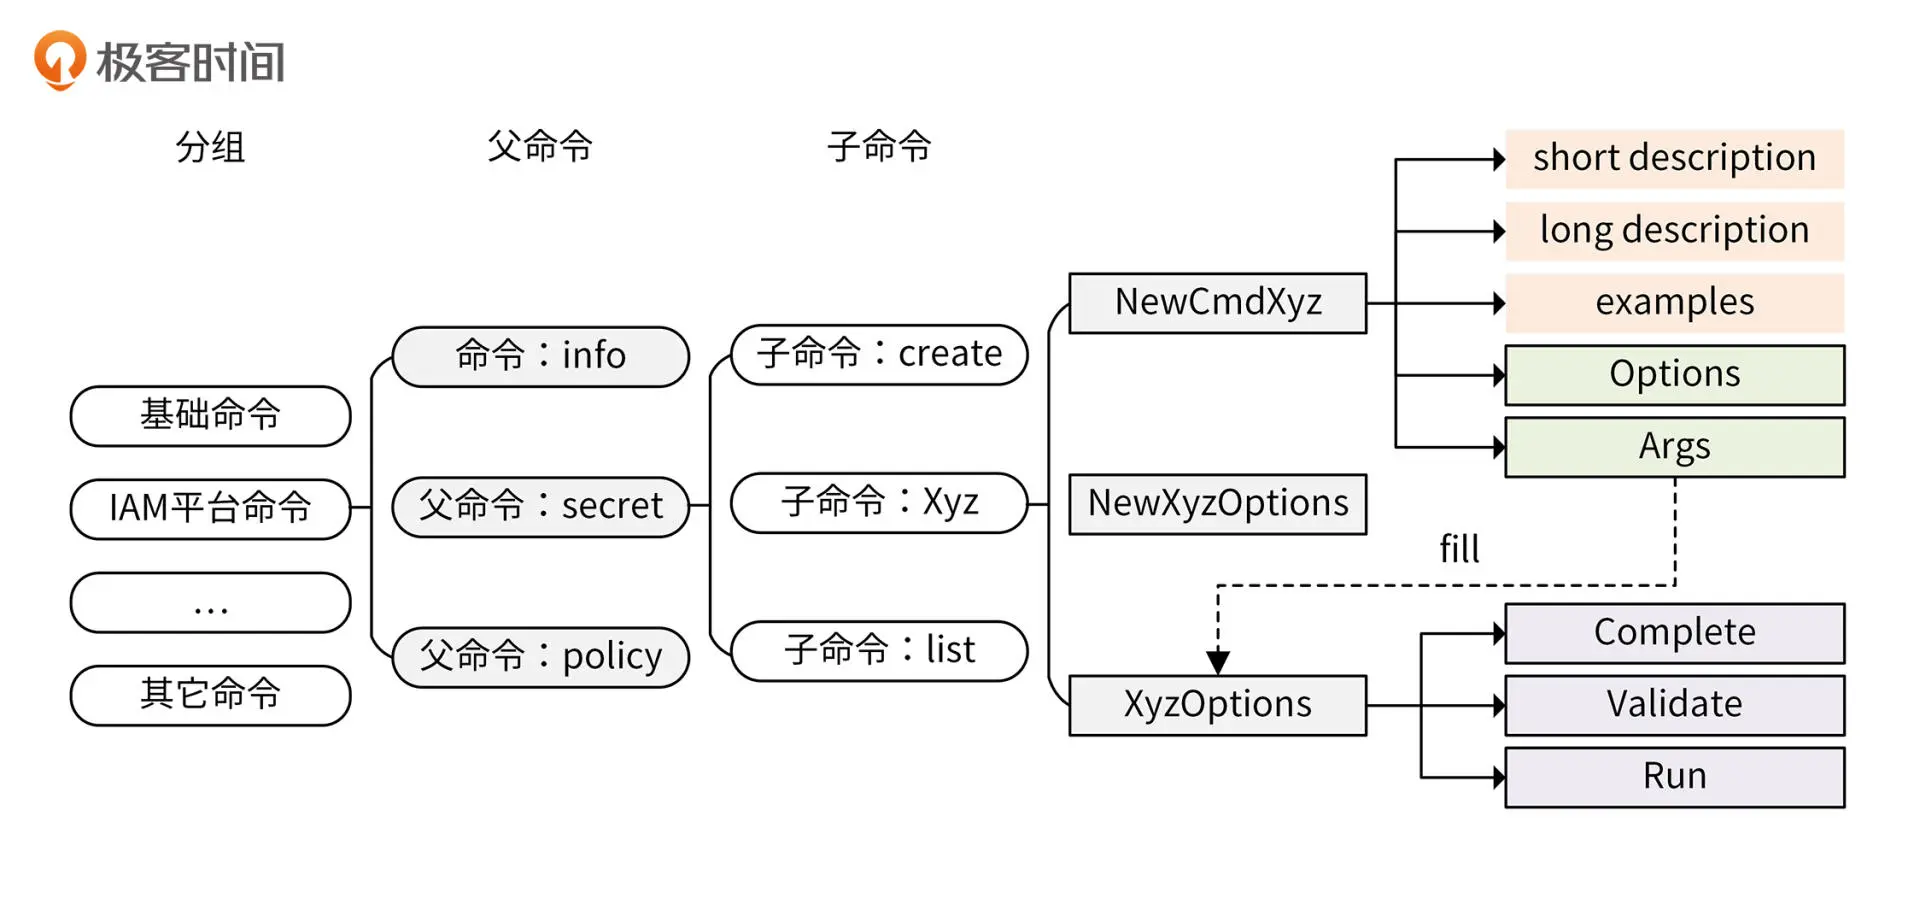 极客时间
分组
父命令
子命令
基础命令
IAM平台命令
...
其它命令
命令：info
父命令：secret
父命令：policy
子命令：create
子命令：Xyz
子命令：list
NewCmdXyz
NewXyzOptions
XyzOptions
short description
long description
examples
Options
Args
fill
Complete
Validate
Run